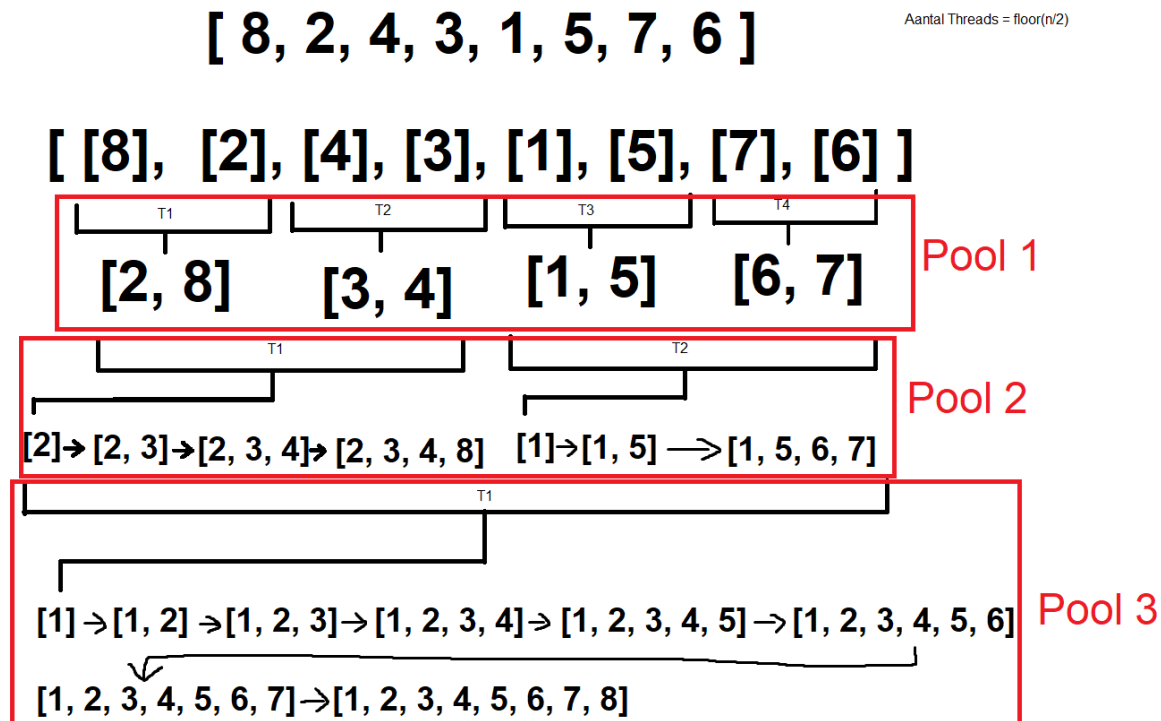 [ 8, 2, 4, 3, 1, 5, 7, 6 ]
Aantal Threads = floor(n/2)
[ [8], [2], [4], [3], [1], [5], [7], [6] ]
T1 T2 T3 T4
[2, 8] [3, 4] [1, 5] [6, 7]
Pool 1
T1 T2
Pool 2
[2]→[2, 3]→[2, 3, 4]→[2, 3, 4, 8] [1]→[1, 5]→[1, 5, 6, 7]
T1
Pool 3
[1]→[1, 2]→[1, 2, 3]→[1, 2, 3, 4]→[1, 2, 3, 4, 5]→[1, 2, 3, 4, 5, 6]
[1, 2, 3, 4, 5, 6, 7]→[1, 2, 3, 4, 5, 6, 7, 8]